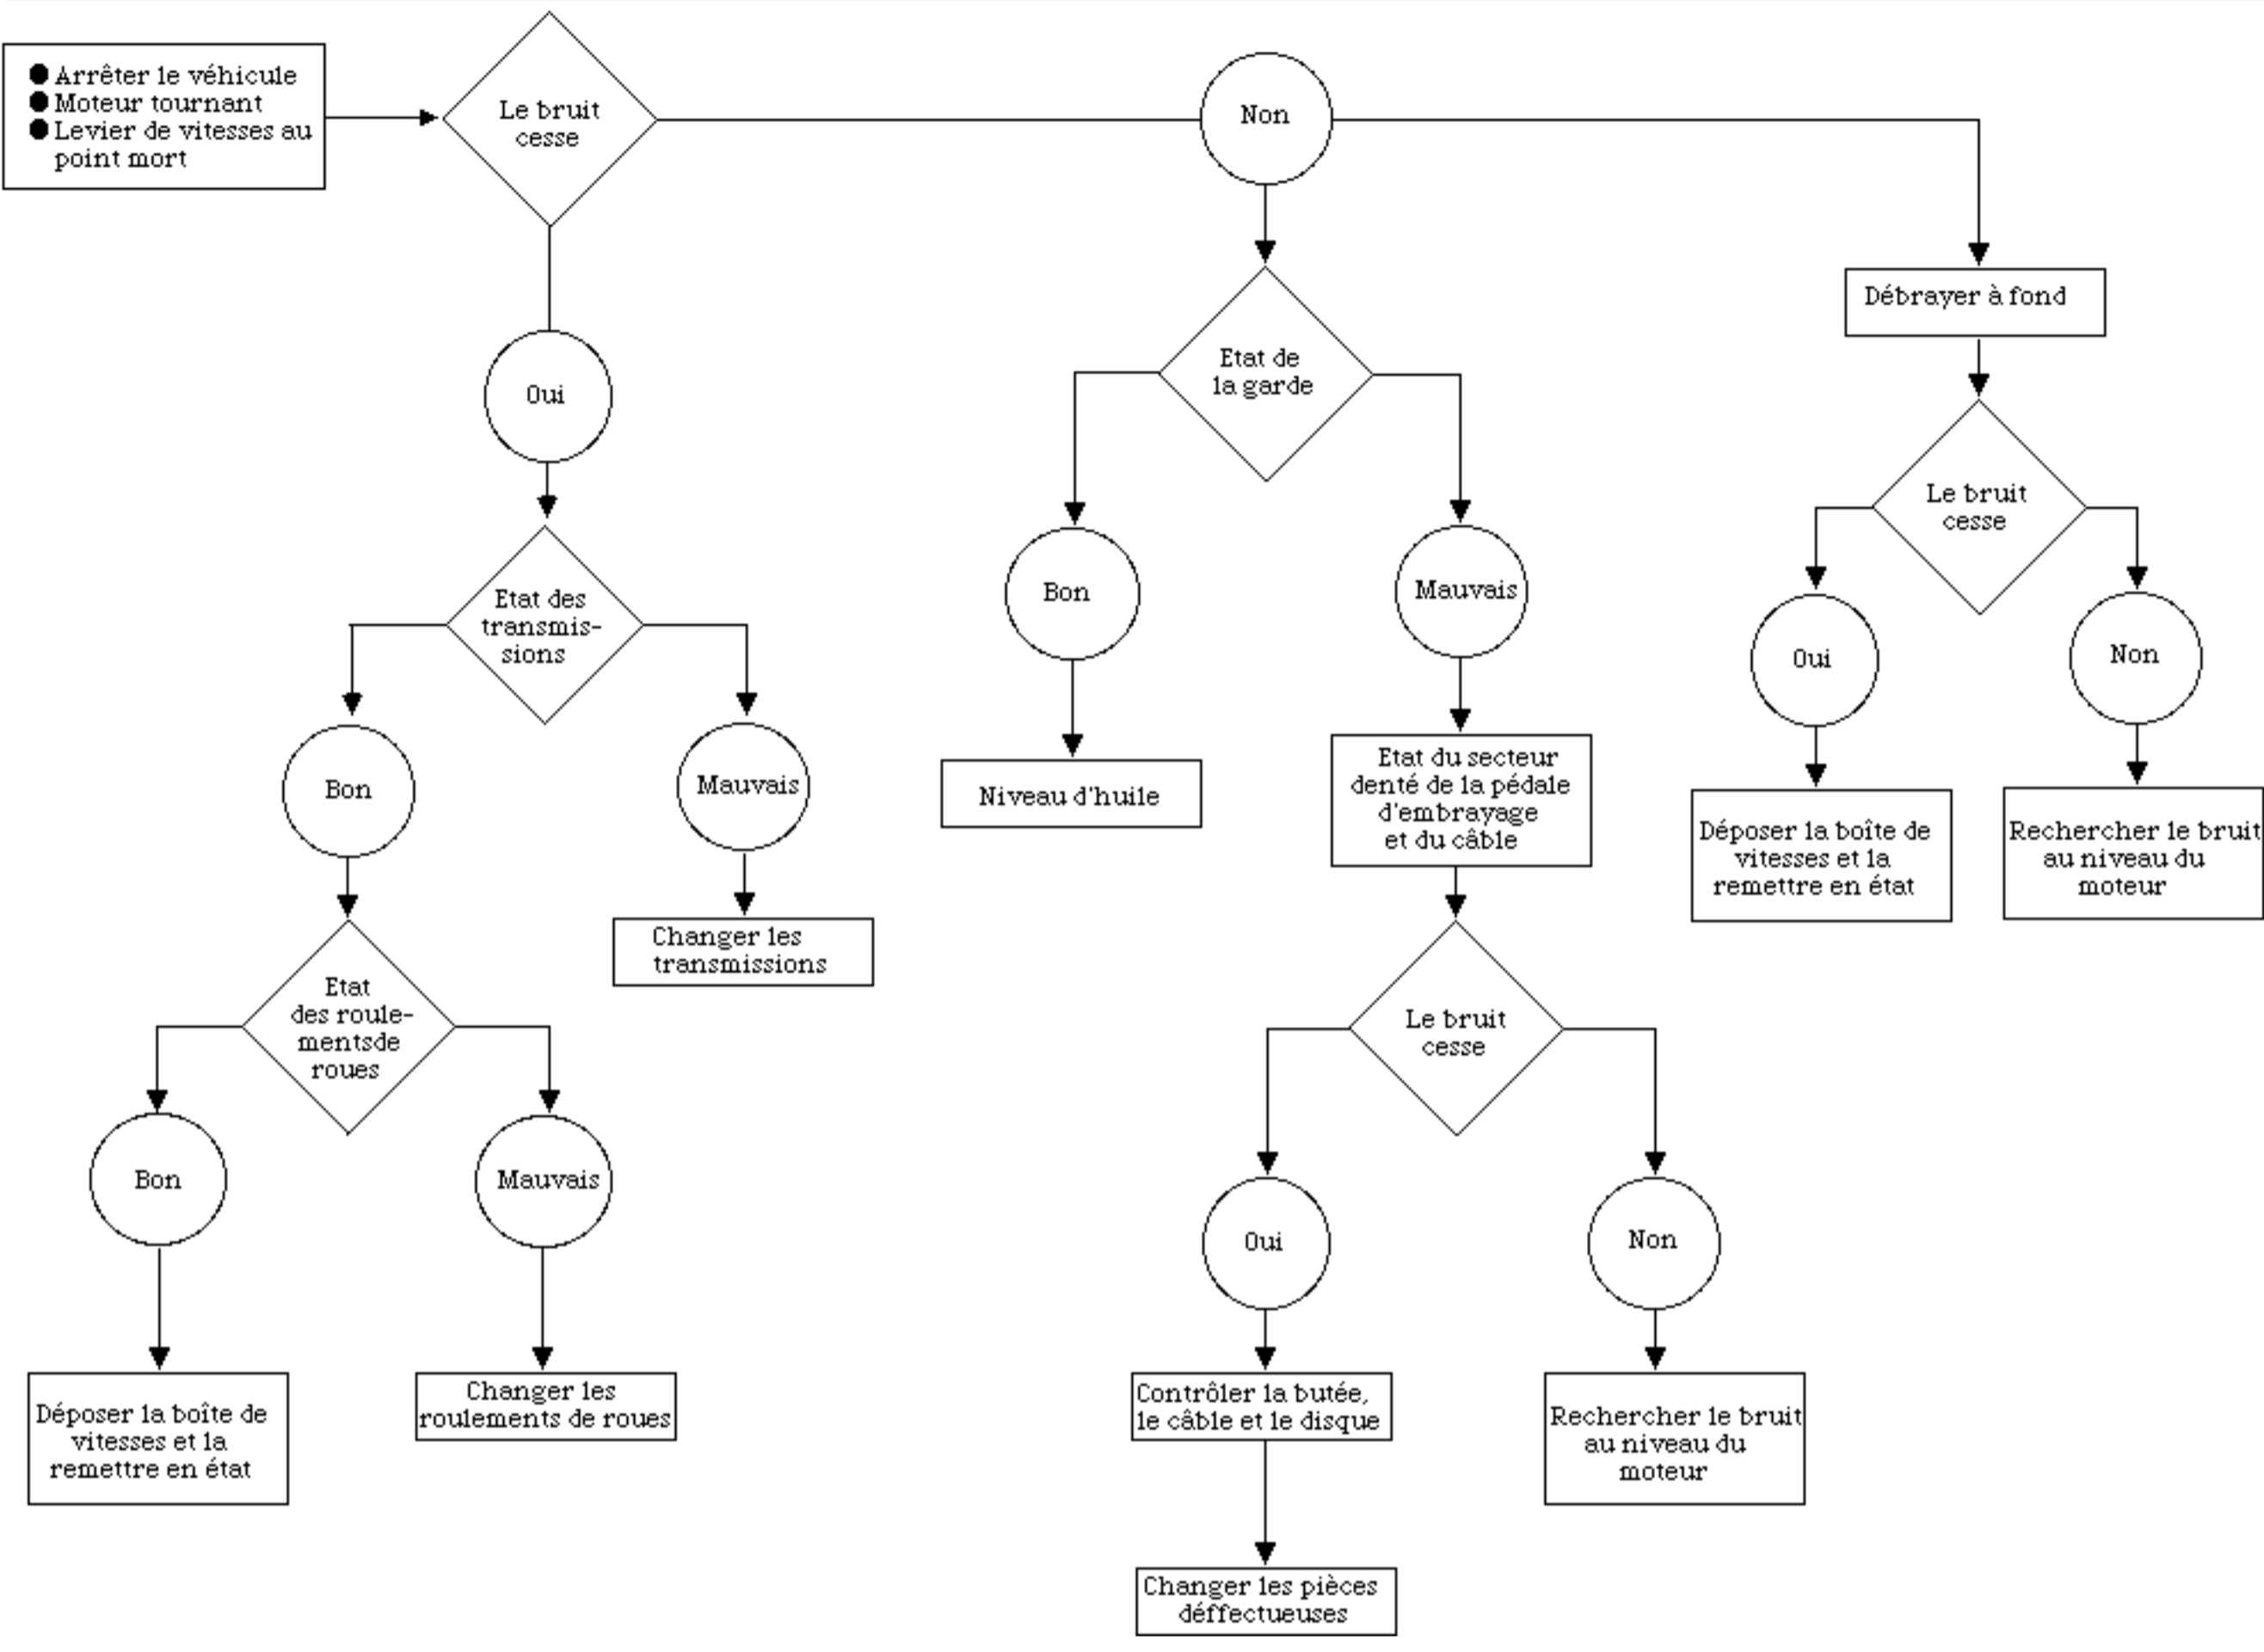 ● Arrêter le véhicule
● Moteur tournant
● Levier de vitesses au
point mort
Le bruit
cesse
Non
Oui
Etat de
la garde
Débrayer à fond
Le bruit
cesse
Bon
Mauvais
Oui
Non
Etat des
transmis-
sions
Bon
Mauvais
Niveau d'huile
Etat du secteur
denté de la pédale
d'embrayage
et du câble
Déposer la boîte de
vitesses et la
remettre en état
Rechercher le bruit
au niveau du
moteur
Changer les
transmissions
Etat
des roule-
mentsde
roues
Le bruit
cesse
Bon
Mauvais
Oui
Non
Déposer la boîte de
vitesses et la
remettre en état
Changer les
roulements de roues
Contrôler la butée,
le câble et le disque
Rechercher le bruit
au niveau du
moteur
Changer les pièces
déffectueuses